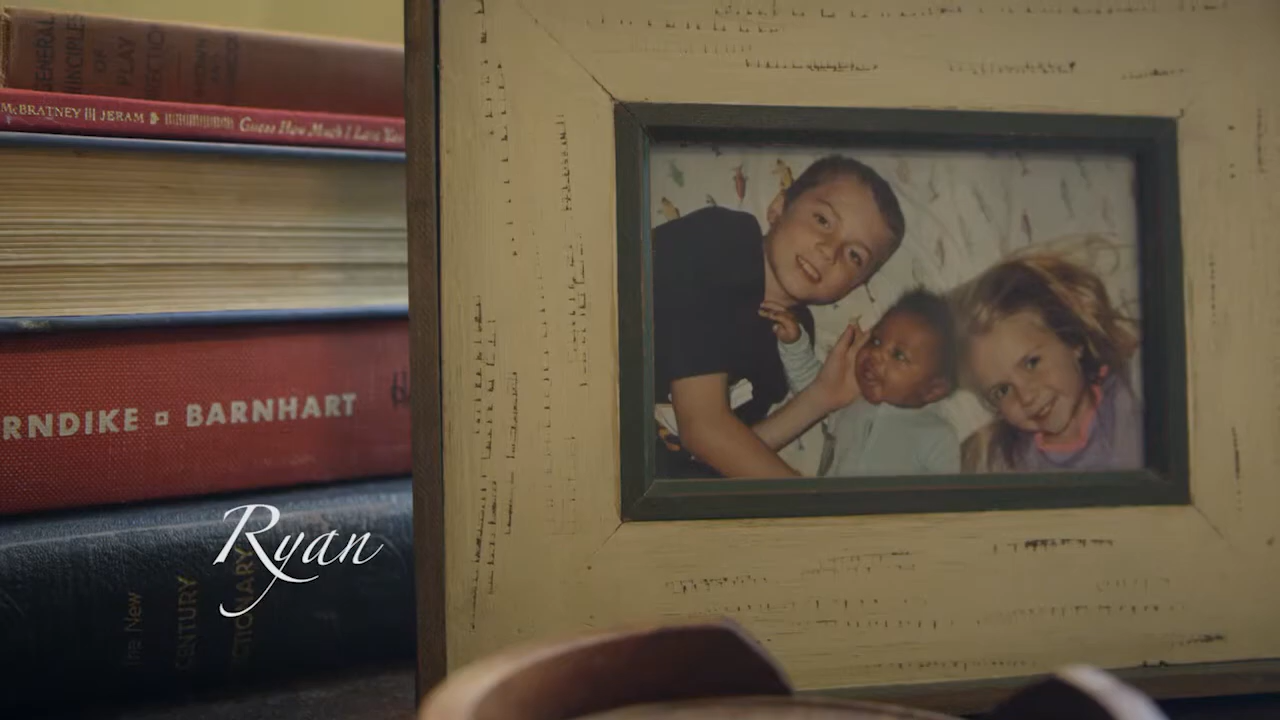 GENERAL
PRINCIPLES
OF
PLAY
DIRECTION
McBRATNEY ||| JERAM Guess How Much I Love You
RNDIKE BARNHART
Ryan
The New
CENTURY
DICTIONARY